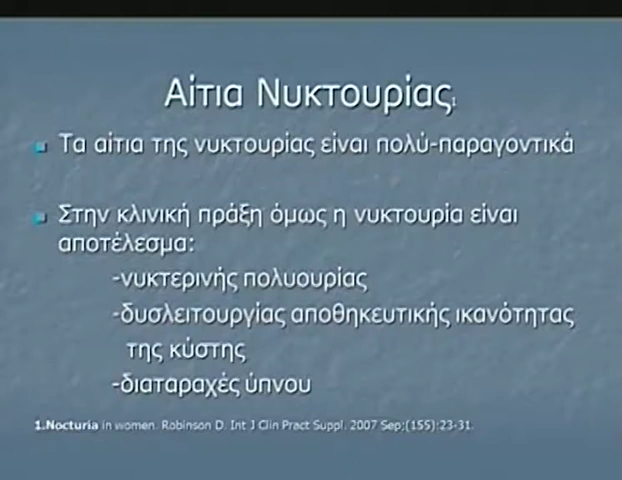 Αίτια Νυκτουρίας1
Τα αίτια της νυκτουρίας είναι πολύ-παραγοντικά
Στην κλινική πράξη όμως η νυκτουρία είναι
αποτέλεσμα:
-νυκτερινής πολυουρίας
-δυσλειτουργίας αποθηκευτικής ικανότητας
της κύστης
-διαταραχές ύπνου
1.Nocturia in women. Robinson D. Int J Clin Pract Suppl. 2007 Sep;(155):23-31.